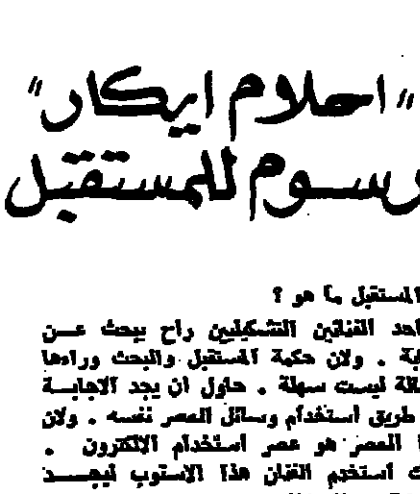 "احلام ايكار"
رسوم للمستقبل
المستقبل ما هو ؟
احد الفنانين التشكيليين راح يبحث عن
. ولان حكمة المستقبل والبحث وراءها
ليست سهلة . حاول ان يجد الاجابة
طريق استخدام وسائل العصر نفسه . ولان
العصر هو عصر استخدام الالكترون .
استخدم الفنان هذا الاسلوب ليجد